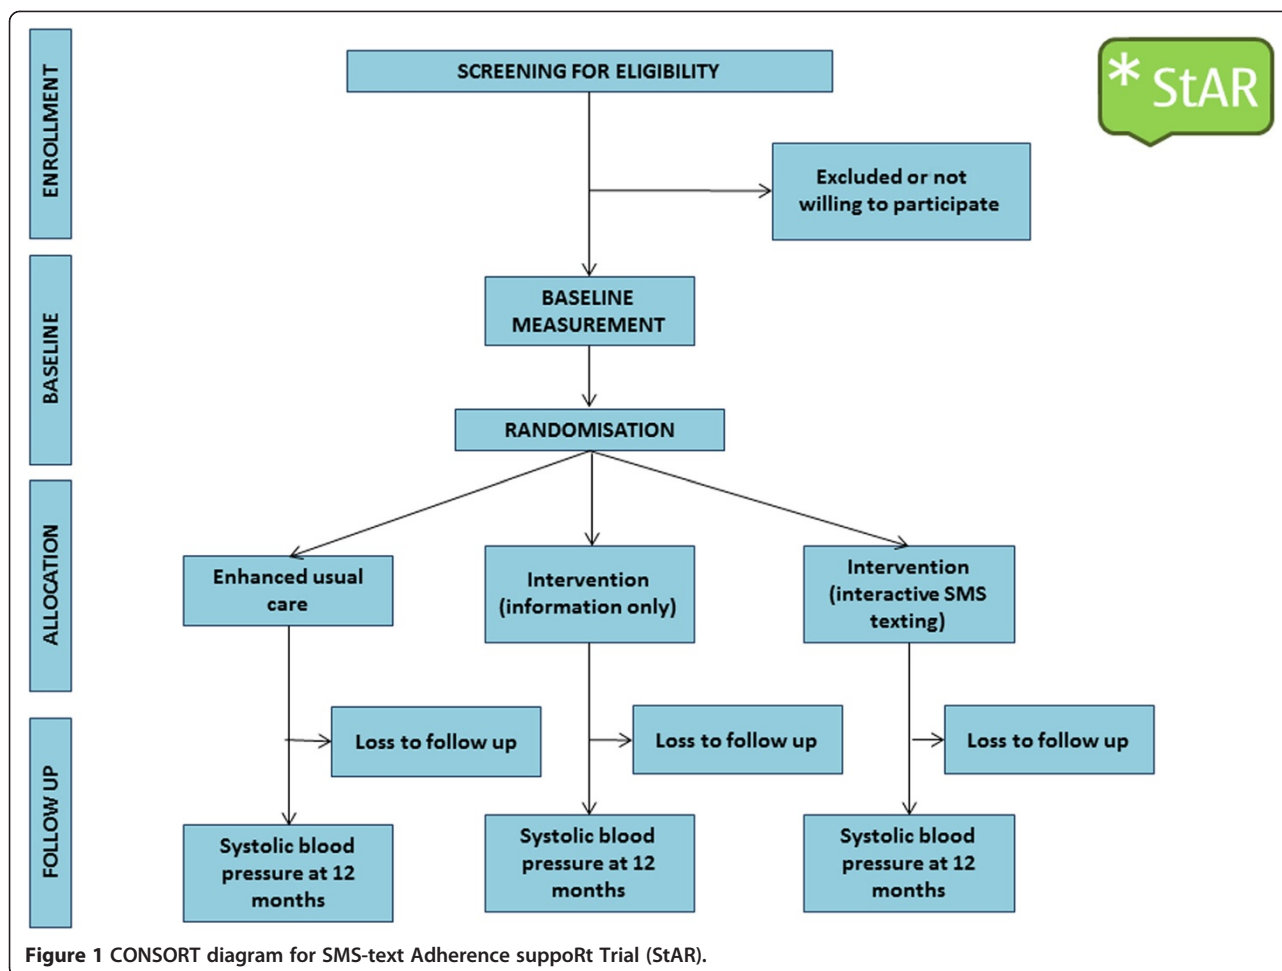 ENROLLMENT
SCREENING FOR ELIGIBILITY
* StAR
Excluded or not
willing to participate
BASELINE
BASELINE
MEASUREMENT
RANDOMISATION
ALLOCATION
Enhanced usual
care
Intervention
(information only)
Intervention
(interactive SMS
texting)
FOLLOW UP
Loss to follow up
Loss to follow up
Loss to follow up
Systolic blood
pressure at 12
months
Systolic blood
pressure at 12
months
Systolic blood
pressure at 12
months
Figure 1 CONSORT diagram for SMS-text Adherence suppoRt Trial (StAR).